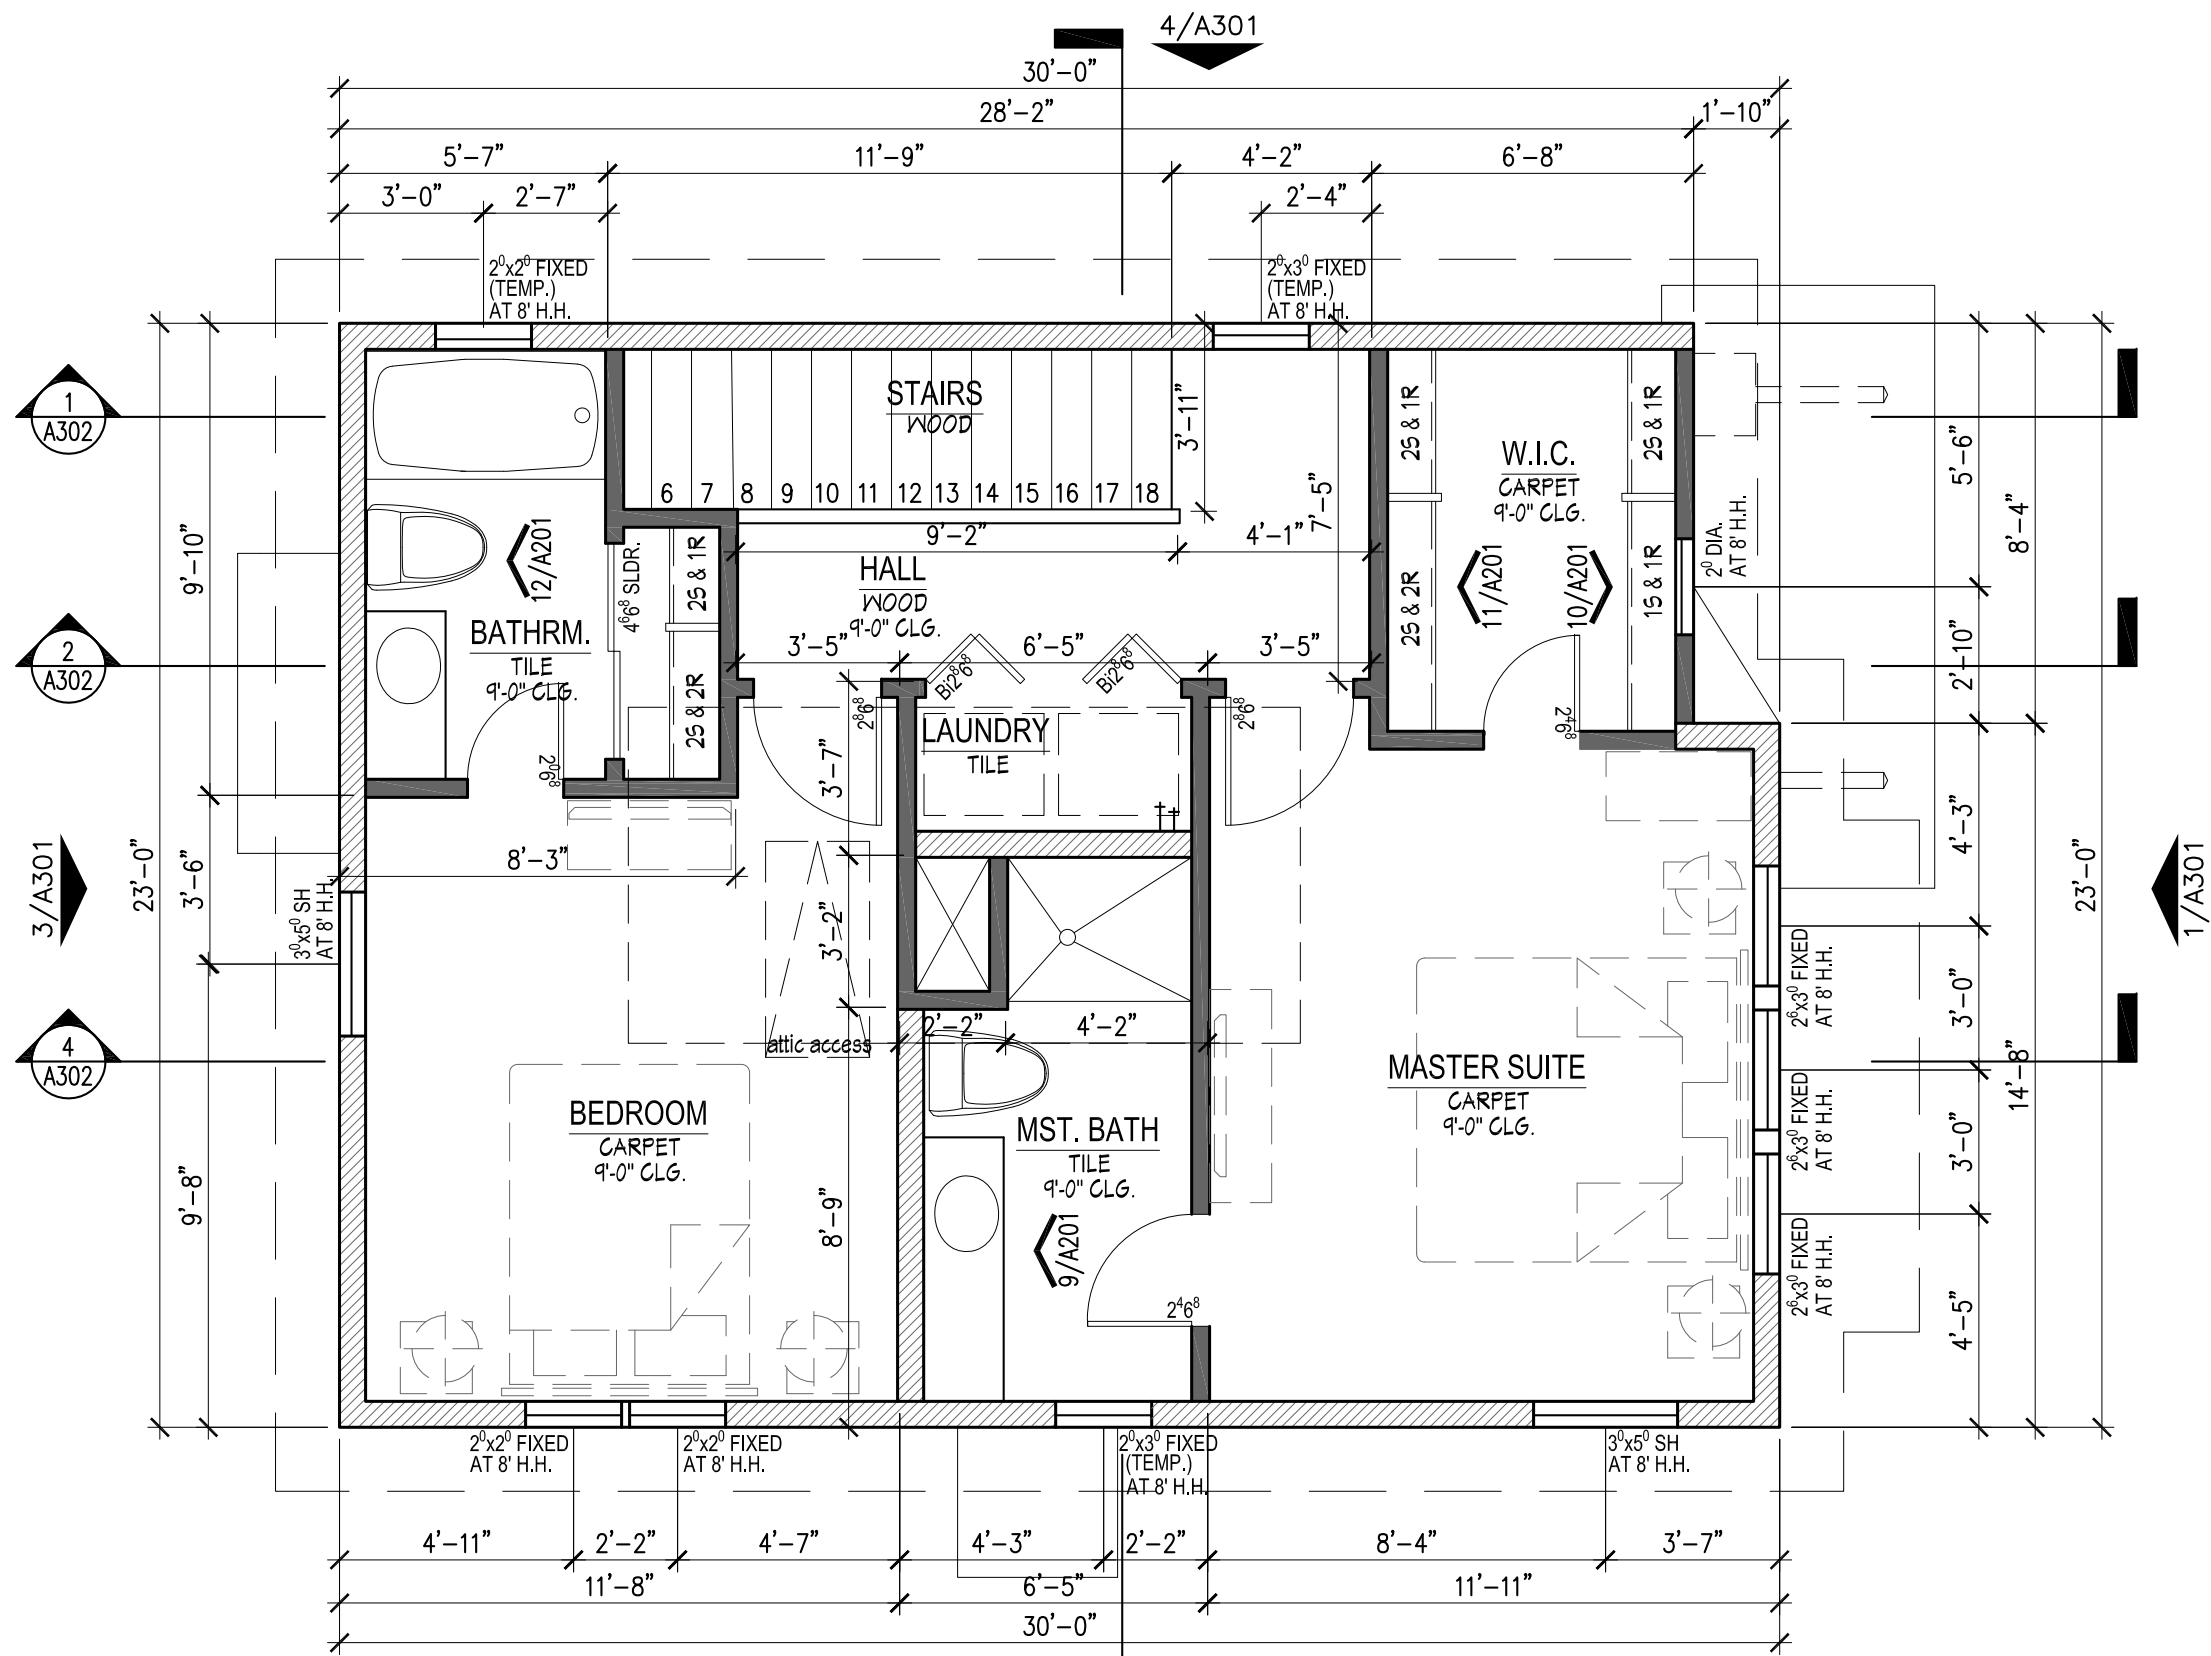 4/A301
30'-0"
28'-2"
1'-10"
5'-7"
11'-9"
4'-2"
6'-8"
3'-0"
2'-7"
2'-4"
2⁰x2⁰ FIXED
(TEMP.)
AT 8' H.H.
2⁰x3⁰ FIXED
(TEMP.)
AT 8' H.H.
1
A302
2
A302
4
A302
3/A301
23'-0"
9'-10"
3'-6"
9'-8"
3⁰x5⁰ SH
AT 8' H.H.
STAIRS
WOOD
6 7 8 9 10 11 12 13 14 15 16 17 18
3'-11"
7'-5"
9'-2"
4'-1"
HALL
WOOD
9'-0" CLG.
3'-5"
6'-5"
3'-5"
12/A201
BATHRM.
TILE
9'-0" CLG.
4⁰6⁸ SLDR.
2S & 1R
2S & 2R
2⁰6⁸
2⁸6⁸
Bi2⁸6⁸
Bi2⁸6⁸
2⁸6⁸
LAUNDRY
TILE
W.I.C.
CARPET
9'-0" CLG.
2S & 1R
2S & 2R
2S & 1R
1S & 1R
11/A201
10/A201
2⁴6⁸
2⁰ DIA.
AT 8' H.H.
8'-3"
3'-7"
3'-2"
8'-9"
attic access
2'-2"
4'-2"
BEDROOM
CARPET
9'-0" CLG.
MST. BATH
TILE
9'-0" CLG.
9/A201
2⁴6⁸
MASTER SUITE
CARPET
9'-0" CLG.
2⁶x3⁰ FIXED
AT 8' H.H.
2⁶x3⁰ FIXED
AT 8' H.H.
2⁶x3⁰ FIXED
AT 8' H.H.
5'-6"
2'-10"
4'-3"
3'-0"
3'-0"
4'-5"
8'-4"
14'-8"
23'-0"
1/A301
2⁰x2⁰ FIXED
AT 8' H.H.
2⁰x2⁰ FIXED
AT 8' H.H.
2⁰x3⁰ FIXED
(TEMP.)
AT 8' H.H.
3⁰x5⁰ SH
AT 8' H.H.
4'-11"
2'-2"
4'-7"
4'-3"
2'-2"
8'-4"
3'-7"
11'-8"
6'-5"
11'-11"
30'-0"